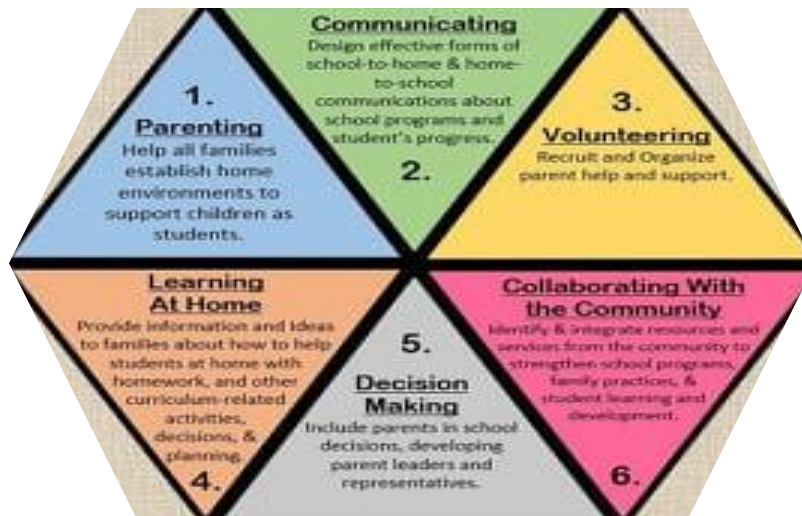 1.
Parenting
Help all families
establish home
environments to
support children as
students.
Communicating
Design effective forms of
school-to-home & home-
to-school
communications about
school programs and
student's progress.
2.
3.
Volunteering
Recruit and Organize
parent help and support.
Learning
At Home
Provide information and Ideas
to families about how to help
students at home with
homework, and other
curriculum-related
activities,
decisions, &
planning.
4.
5.
Decision
Making
Include parents in school
decisions, developing
parent leaders and
representatives.
Collaborating With
the Community
Identify & integrate resources and
services from the community to
strengthen school programs,
family practices, &
student learning and
development.
6.